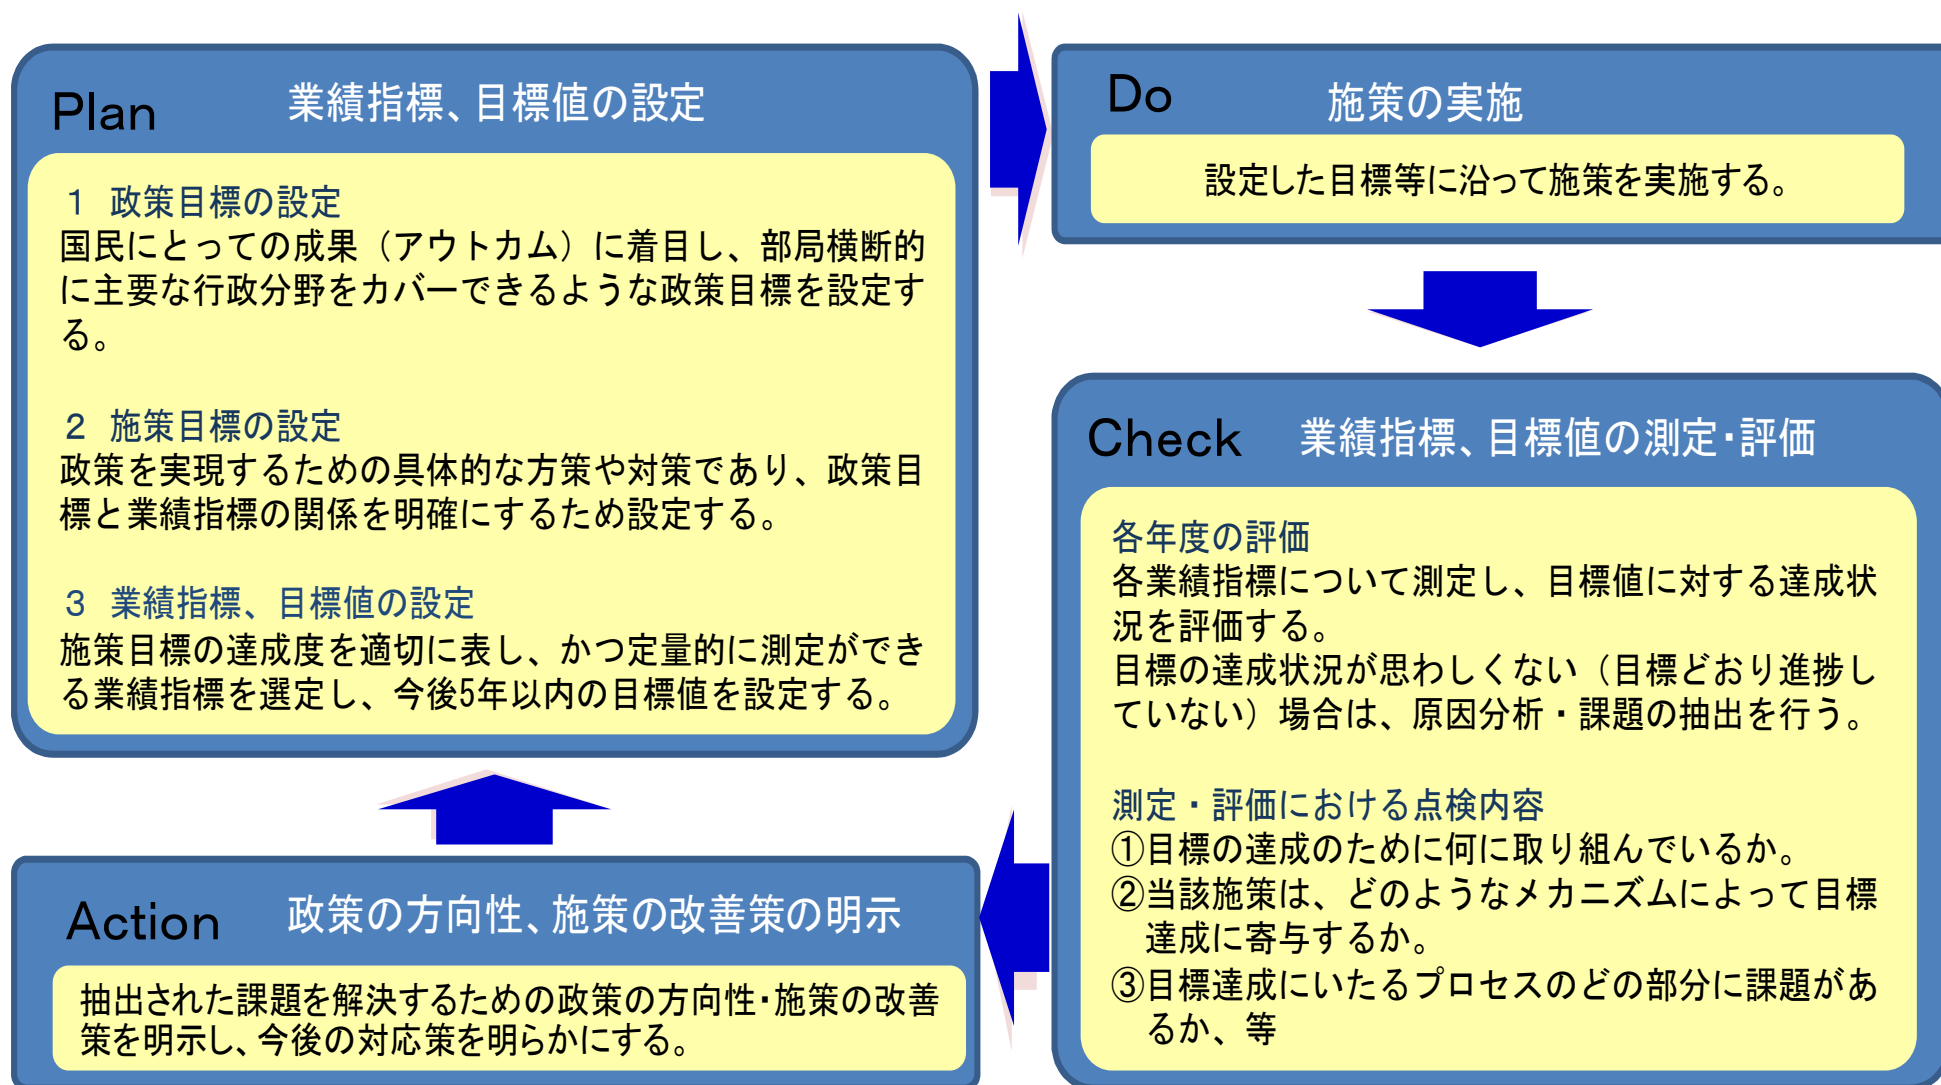 Plan 業績指標、目標値の設定
１ 政策目標の設定
国民にとっての成果（アウトカム）に着目し、部局横断的
に主要な行政分野をカバーできるような政策目標を設定す
る。
２ 施策目標の設定
政策を実現するための具体的な方策や対策であり、政策目
標と業績指標の関係を明確にするため設定する。
３ 業績指標、目標値の設定
施策目標の達成度を適切に表し、かつ定量的に測定ができ
る業績指標を選定し、今後5年以内の目標値を設定する。
Do 施策の実施
設定した目標等に沿って施策を実施する。
Check 業績指標、目標値の測定・評価
各年度の評価
各業績指標について測定し、目標値に対する達成状
況を評価する。
目標の達成状況が思わしくない（目標どおり進捗し
ていない）場合は、原因分析・課題の抽出を行う。
測定・評価における点検内容
①目標の達成のために何に取り組んでいるか。
②当該施策は、どのようなメカニズムによって目標
達成に寄与するか。
③目標達成にいたるプロセスのどの部分に課題があ
るか、等
Action 政策の方向性、施策の改善策の明示
抽出された課題を解決するための政策の方向性・施策の改善
策を明示し、今後の対応策を明らかにする。